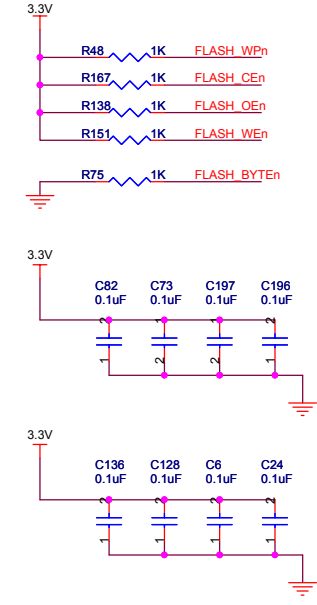 3.3V
R48 1K FLASH_WPn
R167 1K FLASH_CEn
R138 1K FLASH_OEn
R151 1K FLASH_WEn
R75 1K FLASH_BYTEn
3.3V
C82 C73 C197 C196
0.1uF 0.1uF 0.1uF 0.1uF
2 1 1 2
1 2 2 1
3.3V
C136 C128 C6 C24
0.1uF 0.1uF 0.1uF 0.1uF
2 2 2 2
1 1 1 1